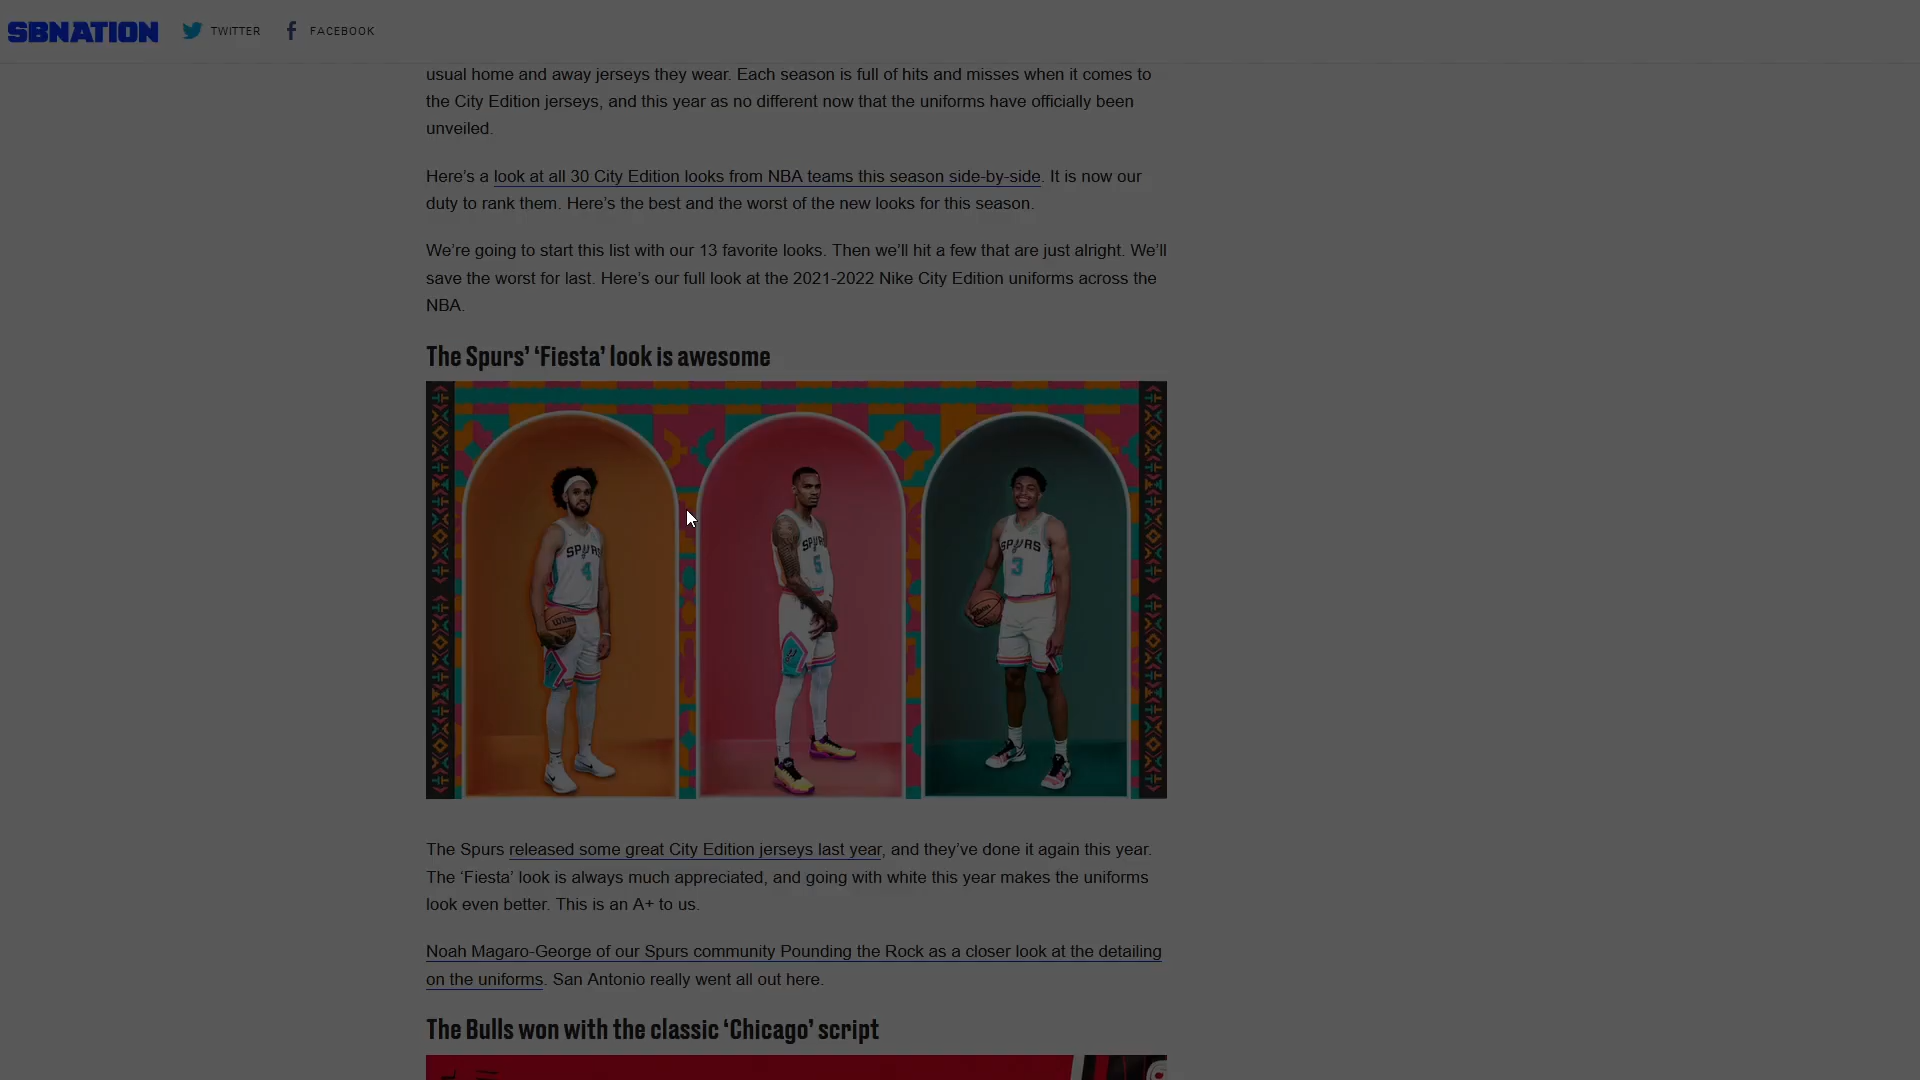 SBNATION TWITTER FACEBOOK
usual home and away jerseys they wear. Each season is full of hits and misses when it comes to
the City Edition jerseys, and this year as no different now that the uniforms have officially been
unveiled.
Here’s a look at all 30 City Edition looks from NBA teams this season side-by-side. It is now our
duty to rank them. Here’s the best and the worst of the new looks for this season.
We’re going to start this list with our 13 favorite looks. Then we’ll hit a few that are just alright. We’ll
save the worst for last. Here’s our full look at the 2021-2022 Nike City Edition uniforms across the
NBA.
The Spurs’ ‘Fiesta’ look is awesome
SPURS
4
Wilson
SPURS
5
SPURS
3
Wilson
The Spurs released some great City Edition jerseys last year, and they’ve done it again this year.
The ‘Fiesta’ look is always much appreciated, and going with white this year makes the uniforms
look even better. This is an A+ to us.
Noah Magaro-George of our Spurs community Pounding the Rock as a closer look at the detailing
on the uniforms. San Antonio really went all out here.
The Bulls won with the classic ‘Chicago’ script